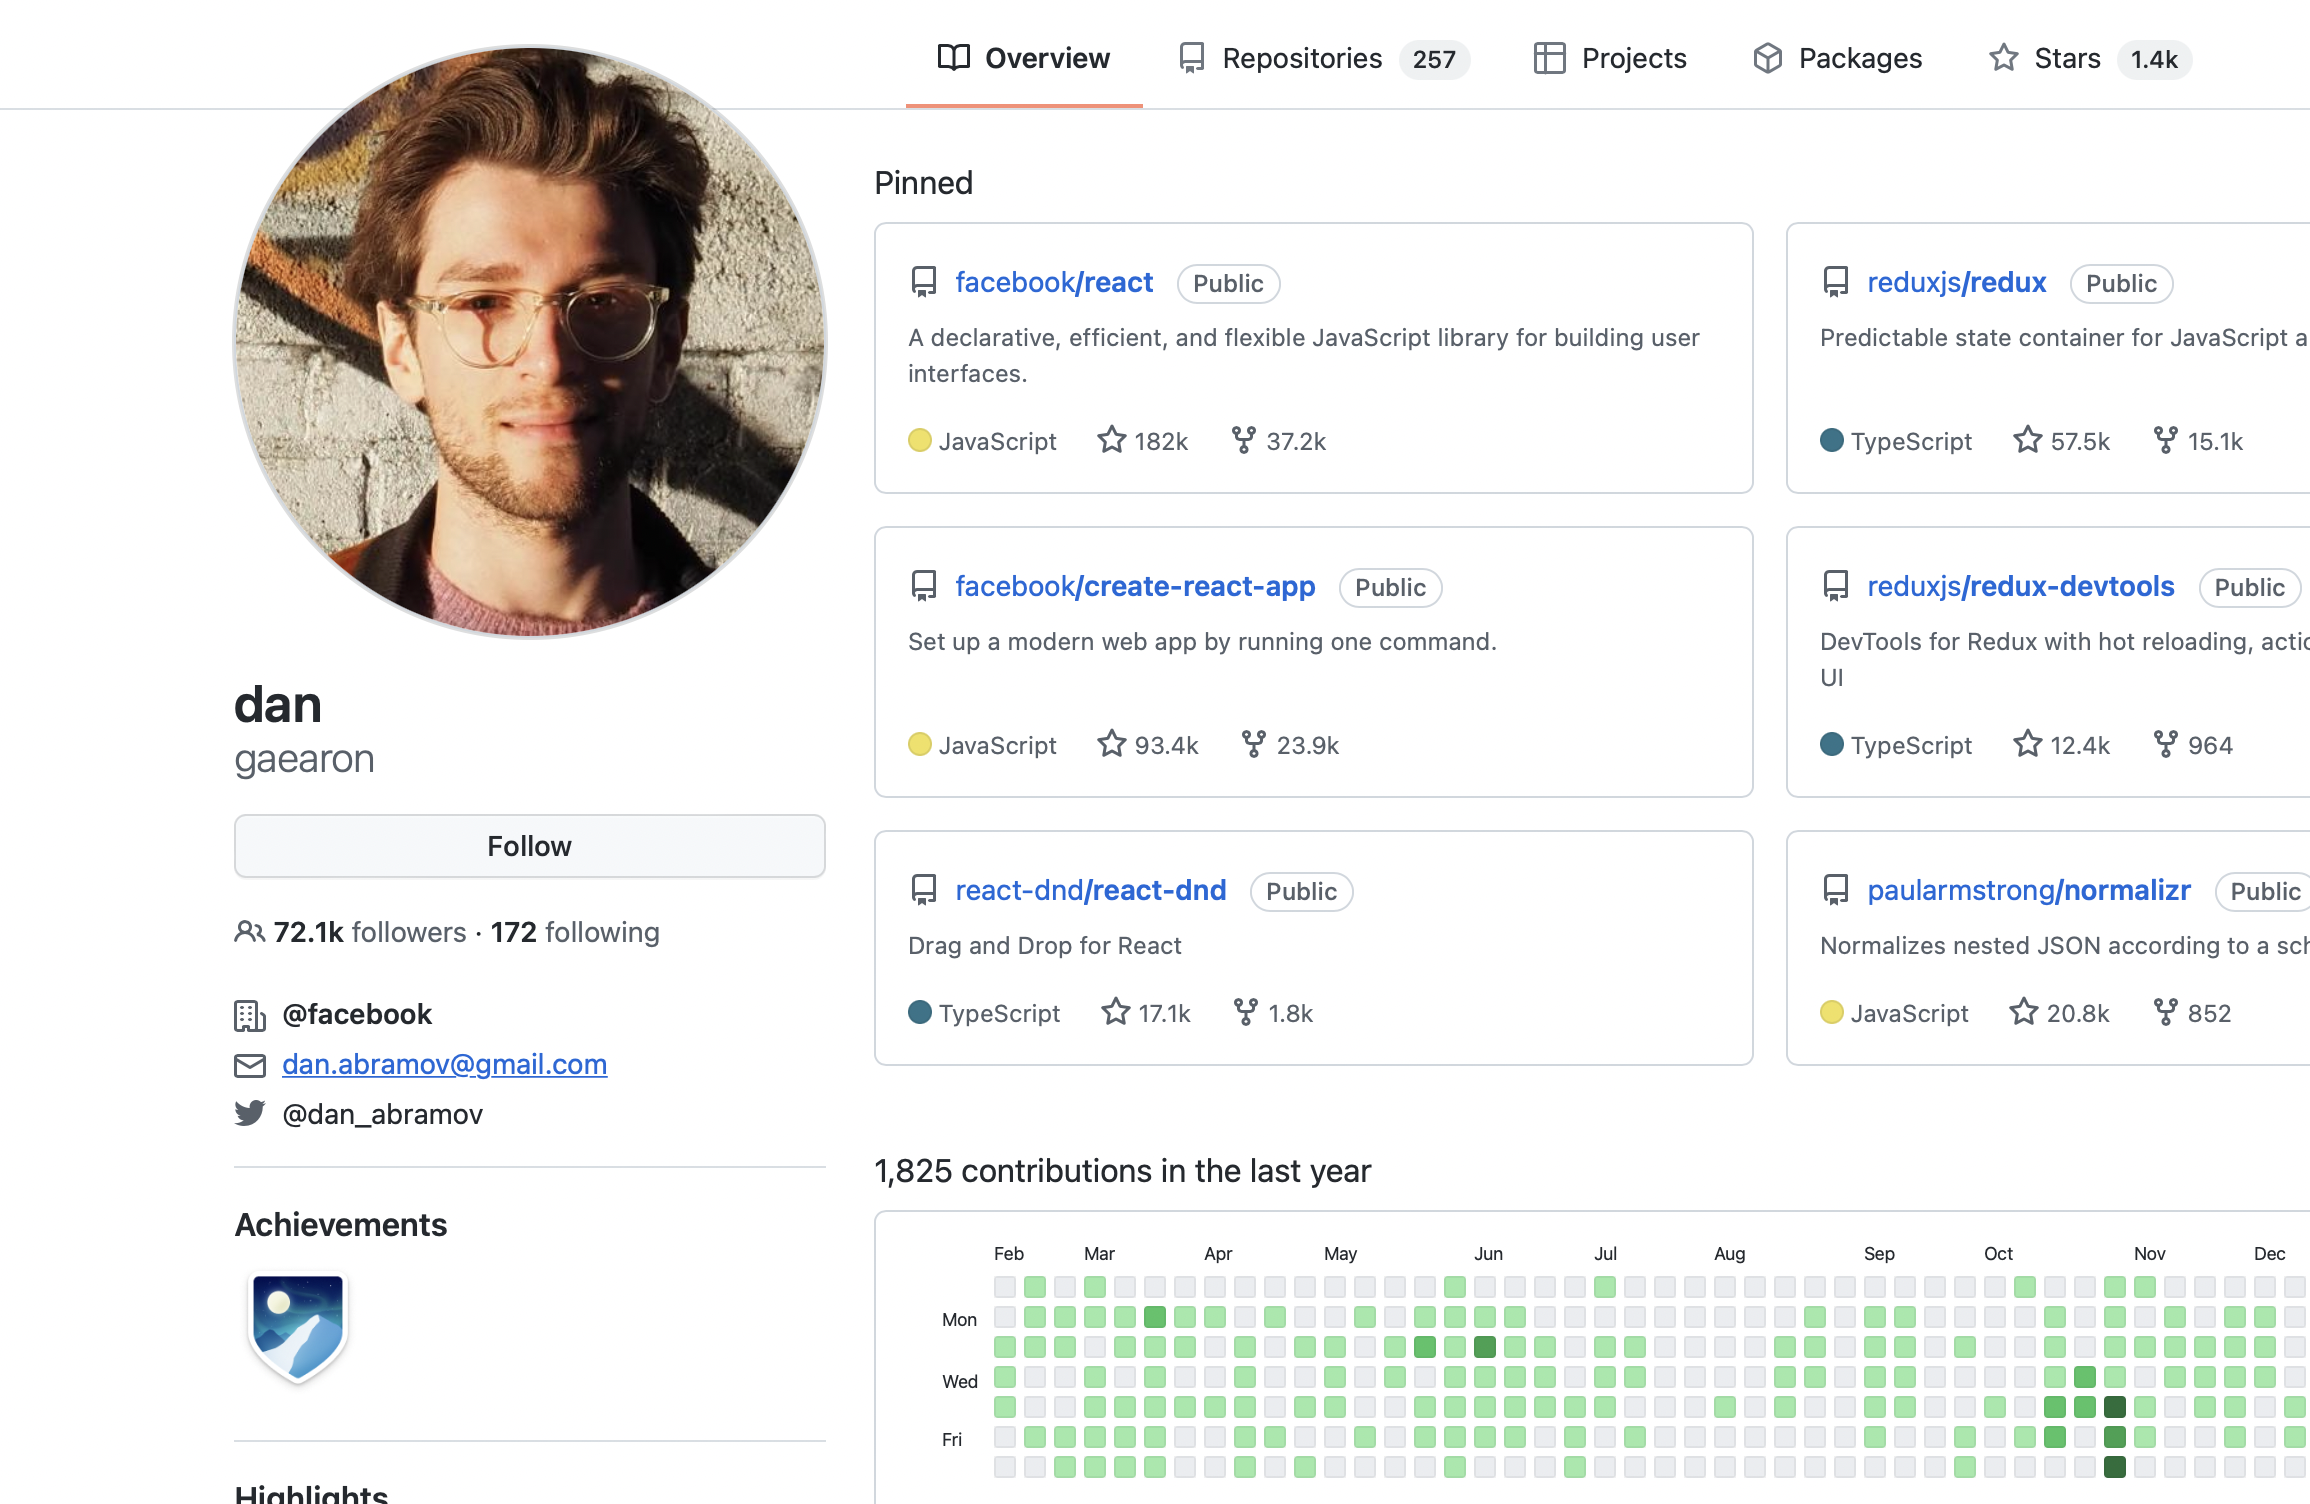 Overview
Repositories 257
Projects
Packages
Stars 1.4k
dan
gaearon
Follow
72.1k followers · 172 following
@facebook
dan.abramov@gmail.com
@dan_abramov
Achievements
Highlights
Pinned
facebook/react Public
A declarative, efficient, and flexible JavaScript library for building user
interfaces.
JavaScript 182k 37.2k
reduxjs/redux Public
Predictable state container for JavaScript a
TypeScript 57.5k 15.1k
facebook/create-react-app Public
Set up a modern web app by running one command.
JavaScript 93.4k 23.9k
reduxjs/redux-devtools Public
DevTools for Redux with hot reloading, actio
UI
TypeScript 12.4k 964
react-dnd/react-dnd Public
Drag and Drop for React
TypeScript 17.1k 1.8k
paularmstrong/normalizr Public
Normalizes nested JSON according to a sch
JavaScript 20.8k 852
1,825 contributions in the last year
Feb Mar Apr May Jun Jul Aug Sep Oct Nov Dec
Mon
Wed
Fri